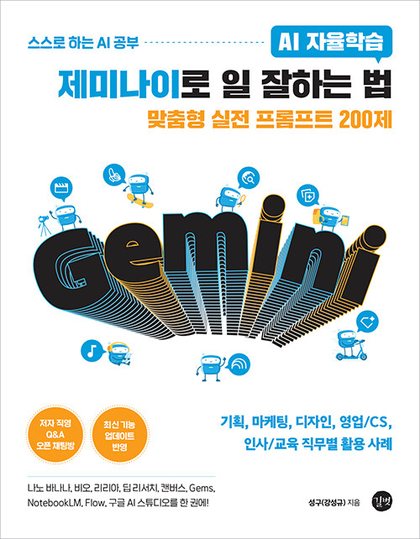 스스로 하는 AI 공부
AI 자율학습
제미나이로 일 잘하는 법
맞춤형 실전 프롬프트 200제
Gemini
저자 직영
Q&A
오픈 채팅방
최신 기능
업데이트
반영
기획, 마케팅, 디자인, 영업/CS,
인사/교육 직무별 활용 사례
나노 바나나, 비오, 리리아, 딥 리서치, 캔버스, Gems,
NotebookLM, Flow, 구글 AI 스튜디오를 한 권에!
성구(강성규) 지음
길벗